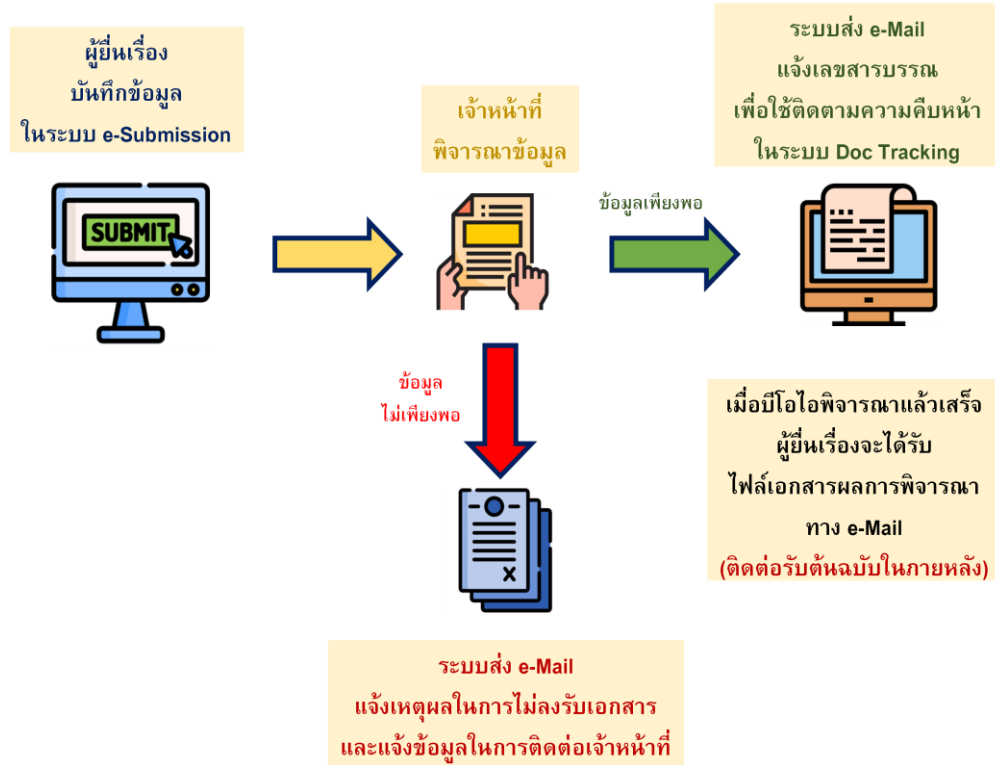 ผู้ยื่นเรื่อง
บันทึกข้อมูล
ในระบบ e-Submission
SUBMIT
เจ้าหน้าที่
พิจารณาข้อมูล
ข้อมูลเพียงพอ
ระบบส่ง e-Mail
แจ้งเลขสารบรรณ
เพื่อใช้ติดตามความคืบหน้า
ในระบบ Doc Tracking
ข้อมูล
ไม่เพียงพอ
เมื่อบีโอไอพิจารณาแล้วเสร็จ
ผู้ยื่นเรื่องจะได้รับ
ไฟล์เอกสารผลการพิจารณา
ทาง e-Mail
(ติดต่อรับต้นฉบับในภายหลัง)
X
ระบบส่ง e-Mail
แจ้งเหตุผลในการไม่ลงรับเอกสาร
และแจ้งข้อมูลในการติดต่อเจ้าหน้าที่